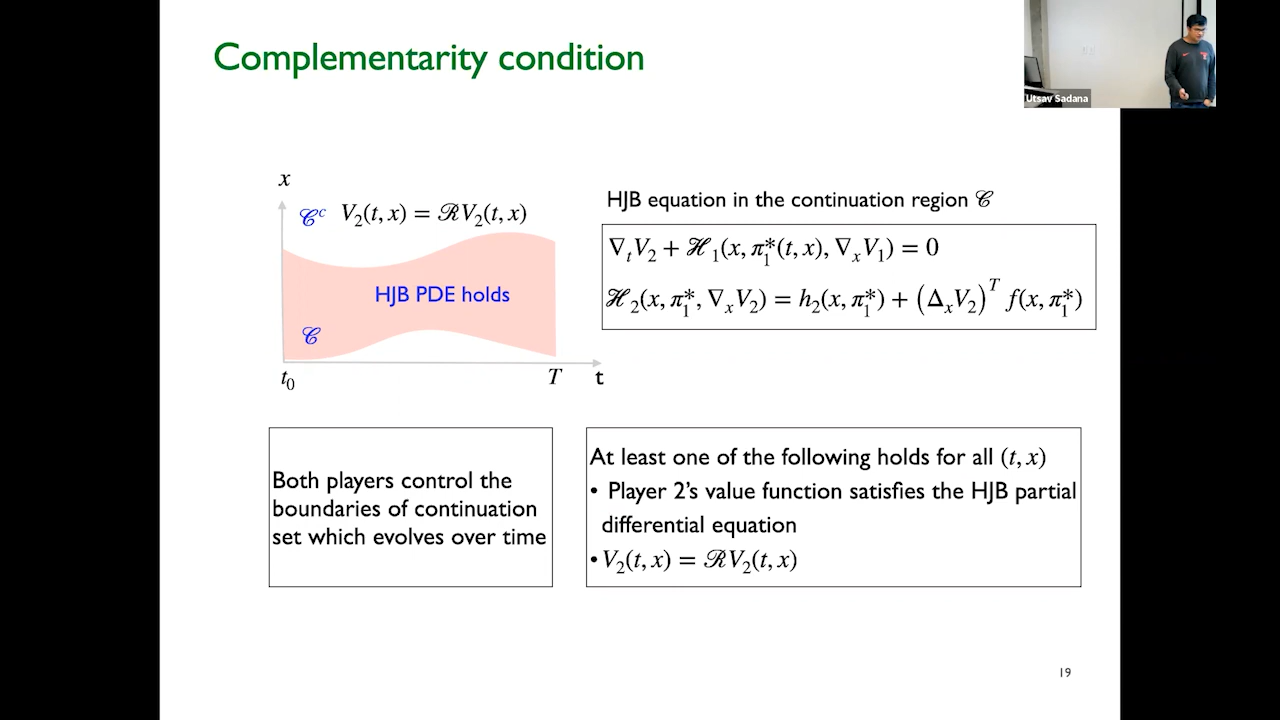 Complementarity condition
Utsav Sadana
x
𝒞ᶜ V₂(t, x) = ℛV₂(t, x)
HJB PDE holds
𝒞
t₀ T t
HJB equation in the continuation region 𝒞
∇ₜV₂ + ℋ₁(x, π₁*(t, x), ∇ₓV₁) = 0
ℋ₂(x, π₁*, ∇ₓV₂) = h₂(x, π₁*) + (ΔₓV₂)ᵀ f(x, π₁*)
Both players control the
boundaries of continuation
set which evolves over time
At least one of the following holds for all (t, x)
• Player 2's value function satisfies the HJB partial
differential equation
• V₂(t, x) = ℛV₂(t, x)
19